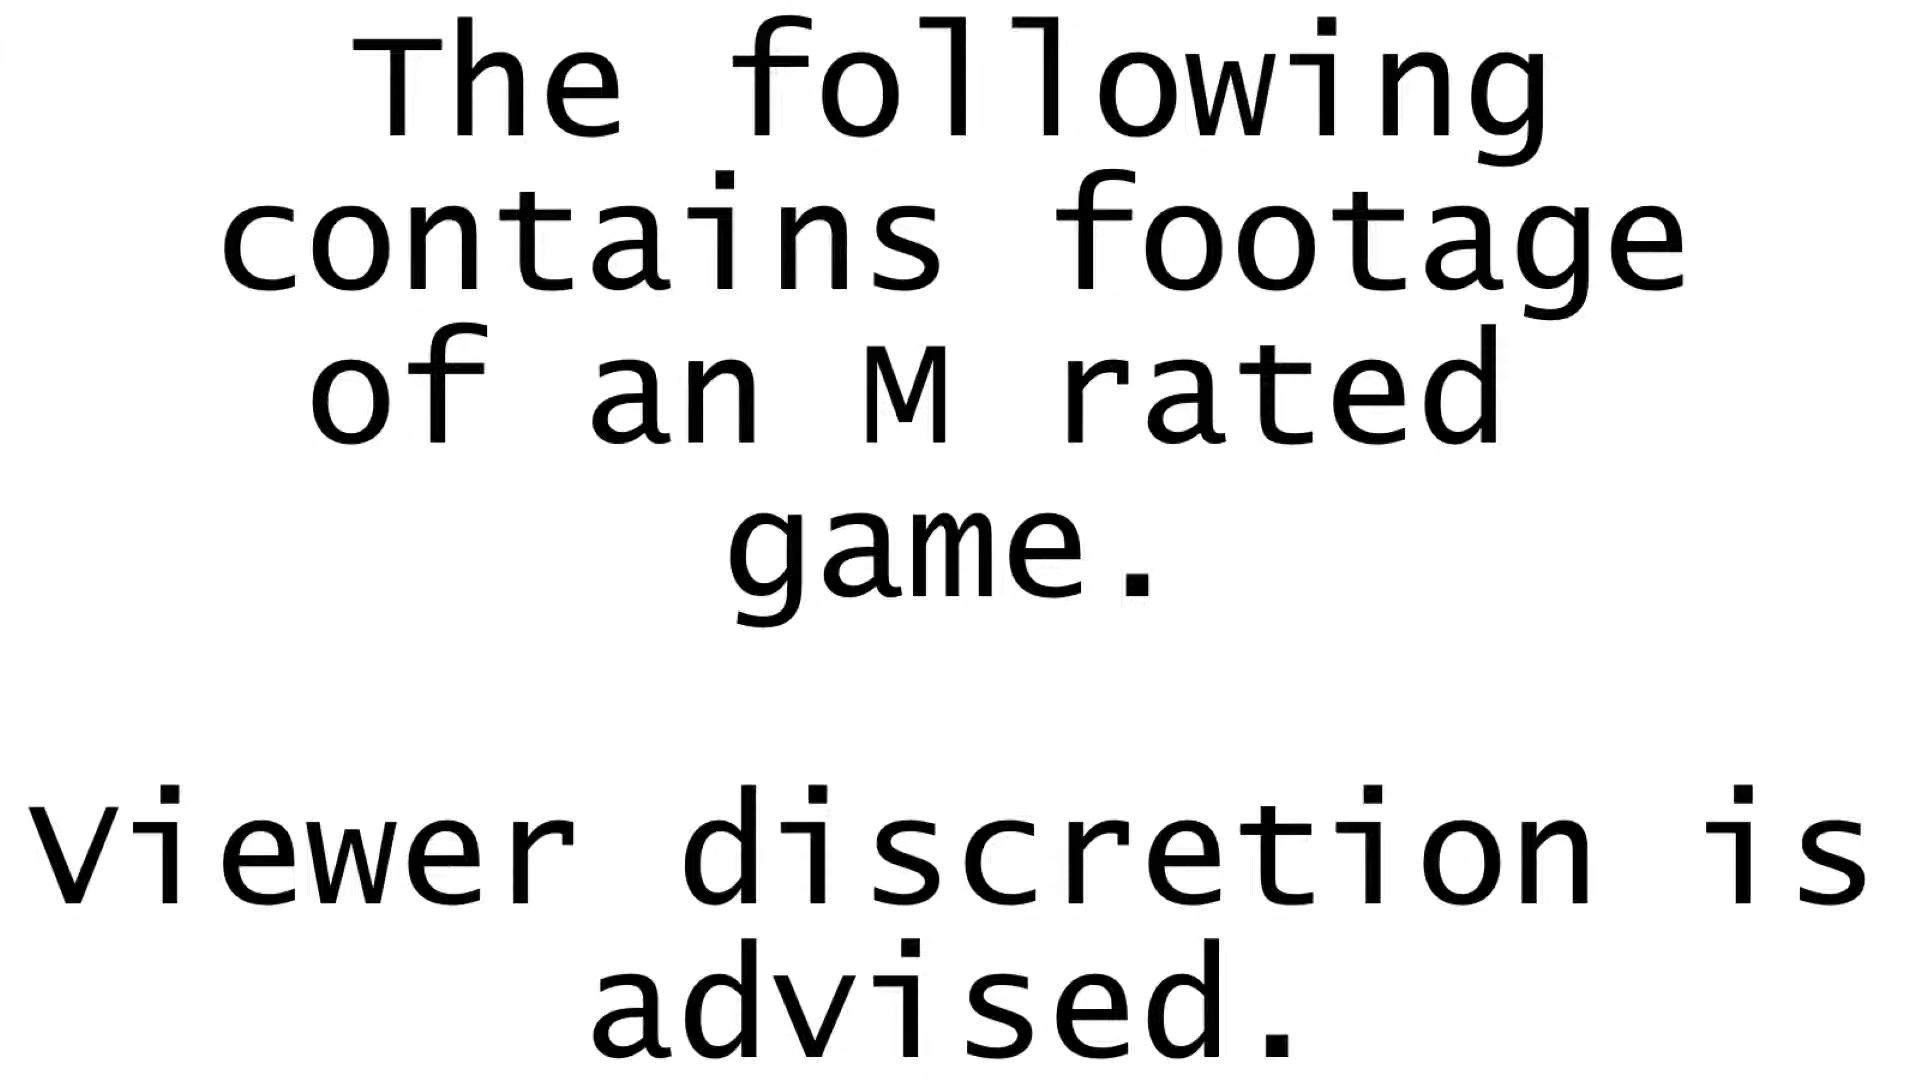 The following
contains footage
of an M rated
game.
Viewer discretion is
advised.